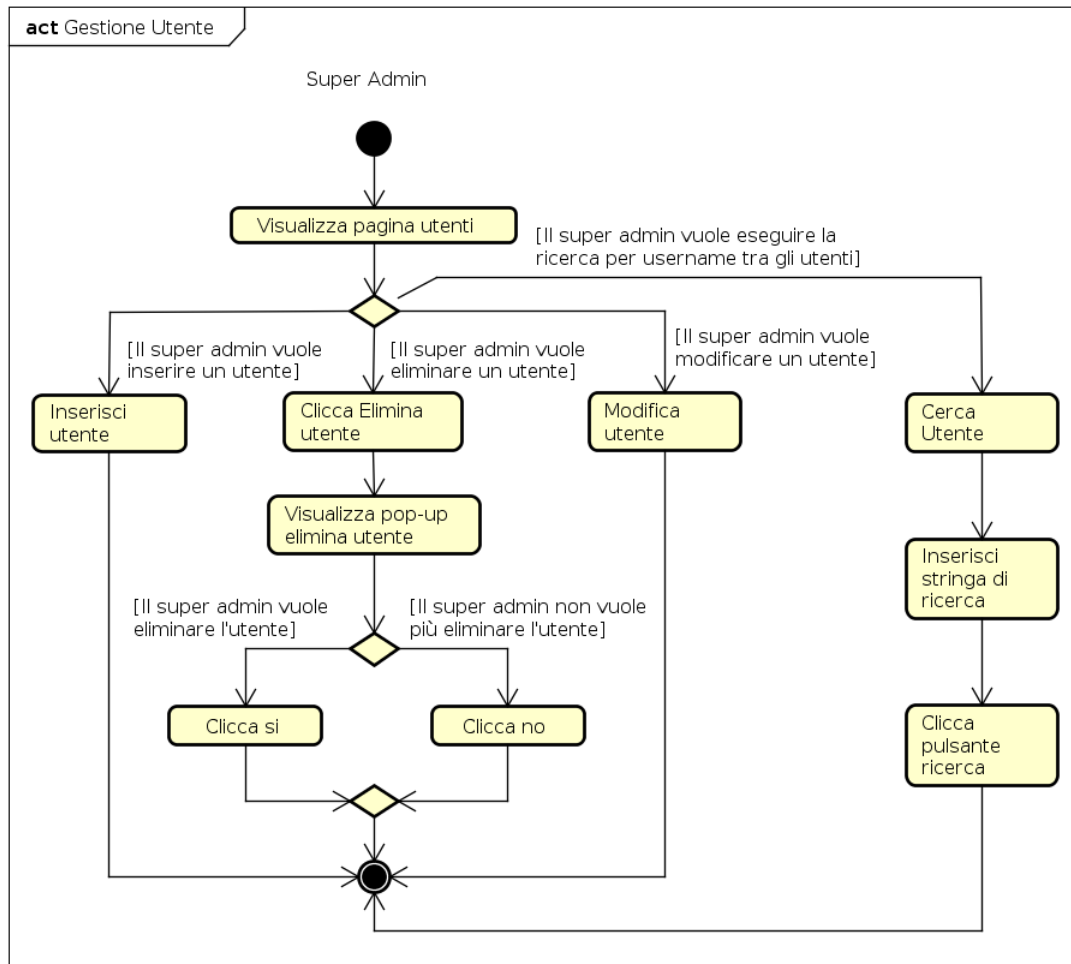 act Gestione Utente
Super Admin
Visualizza pagina utenti
[Il super admin vuole eseguire la
ricerca per username tra gli utenti]
[Il super admin vuole
inserire un utente]
[Il super admin vuole
eliminare un utente]
[Il super admin vuole
modificare un utente]
Inserisci
utente
Clicca Elimina
utente
Modifica
utente
Cerca
Utente
Visualizza pop-up
elimina utente
Inserisci
stringa di
ricerca
[Il super admin vuole
eliminare l'utente]
[Il super admin non vuole
più eliminare l'utente]
Clicca si
Clicca no
Clicca
pulsante
ricerca